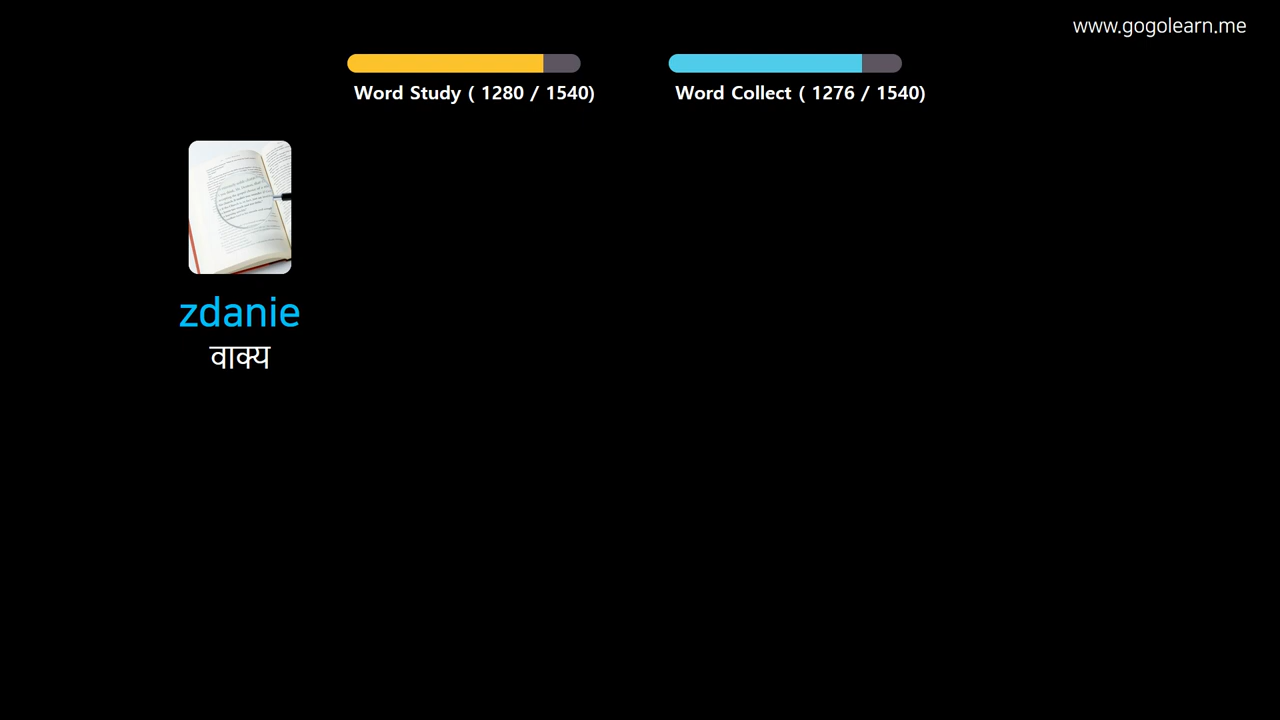 www.gogolearn.me
Word Study ( 1280 / 1540)
Word Collect ( 1276 / 1540)
zdanie
वाक्य